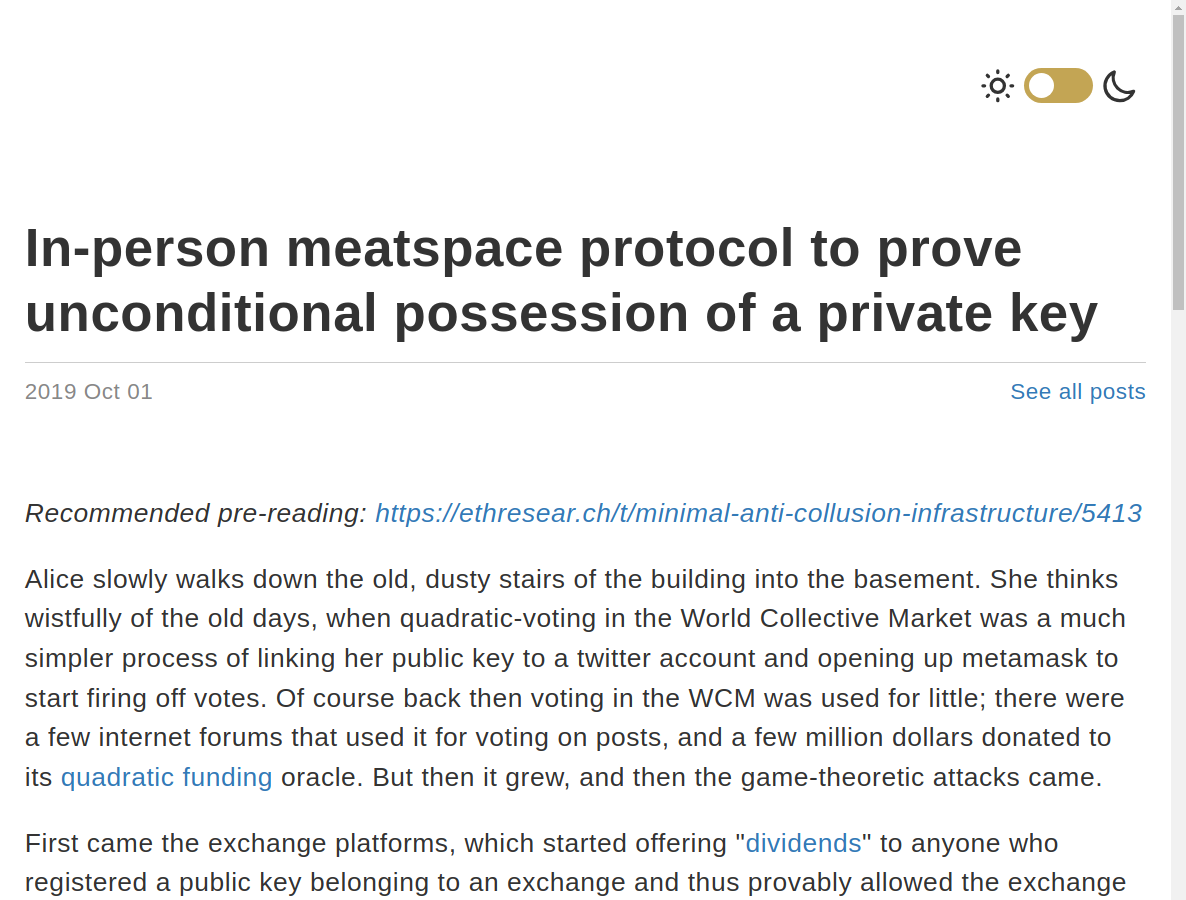 In-person meatspace protocol to prove
unconditional possession of a private key
2019 Oct 01
See all posts
Recommended pre-reading: https://ethresear.ch/t/minimal-anti-collusion-infrastructure/5413
Alice slowly walks down the old, dusty stairs of the building into the basement. She thinks
wistfully of the old days, when quadratic-voting in the World Collective Market was a much
simpler process of linking her public key to a twitter account and opening up metamask to
start firing off votes. Of course back then voting in the WCM was used for little; there were
a few internet forums that used it for voting on posts, and a few million dollars donated to
its quadratic funding oracle. But then it grew, and then the game-theoretic attacks came.
First came the exchange platforms, which started offering "dividends" to anyone who
registered a public key belonging to an exchange and thus provably allowed the exchange